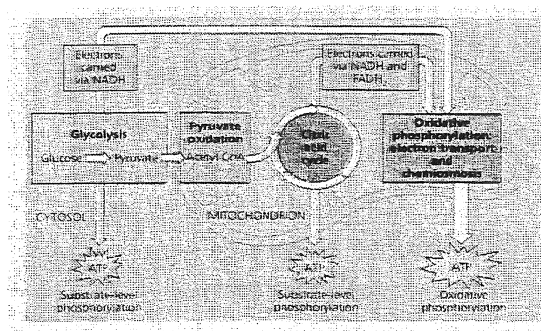 Electrons
carried
via NADH
Electrons carried
via NADH and
FADH
Glycolysis
Glucose Pyruvate
Pyruvate
oxidation
Acetyl CoA
Citric
acid
cycle
Oxidative
phosphorylation:
electron transport
and
chemiosmosis
CYTOSOL
MITOCHONDRION
ATP
ATP
ATP
Substrate-level
phosphorylation
Substrate-level
phosphorylation
Oxidative
phosphorylation